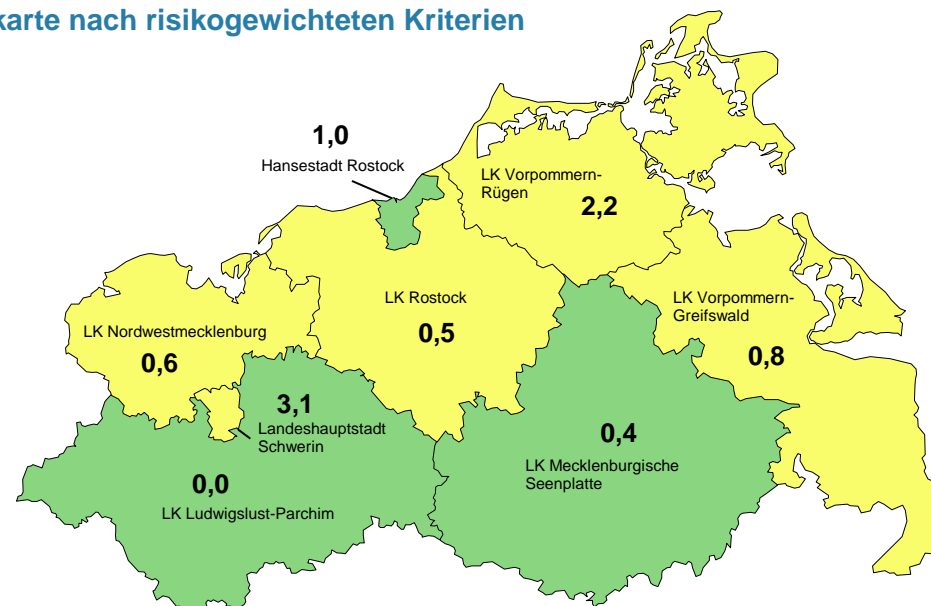 karte nach risikogewichteten Kriterien
1,0
Hansestadt Rostock
LK Vorpommern-
Rügen
2,2
LK Rostock
0,5
LK Vorpommern-
Greifswald
0,8
LK Nordwestmecklenburg
0,6
3,1
Landeshauptstadt
Schwerin
0,4
LK Mecklenburgische
Seenplatte
0,0
LK Ludwigslust-Parchim